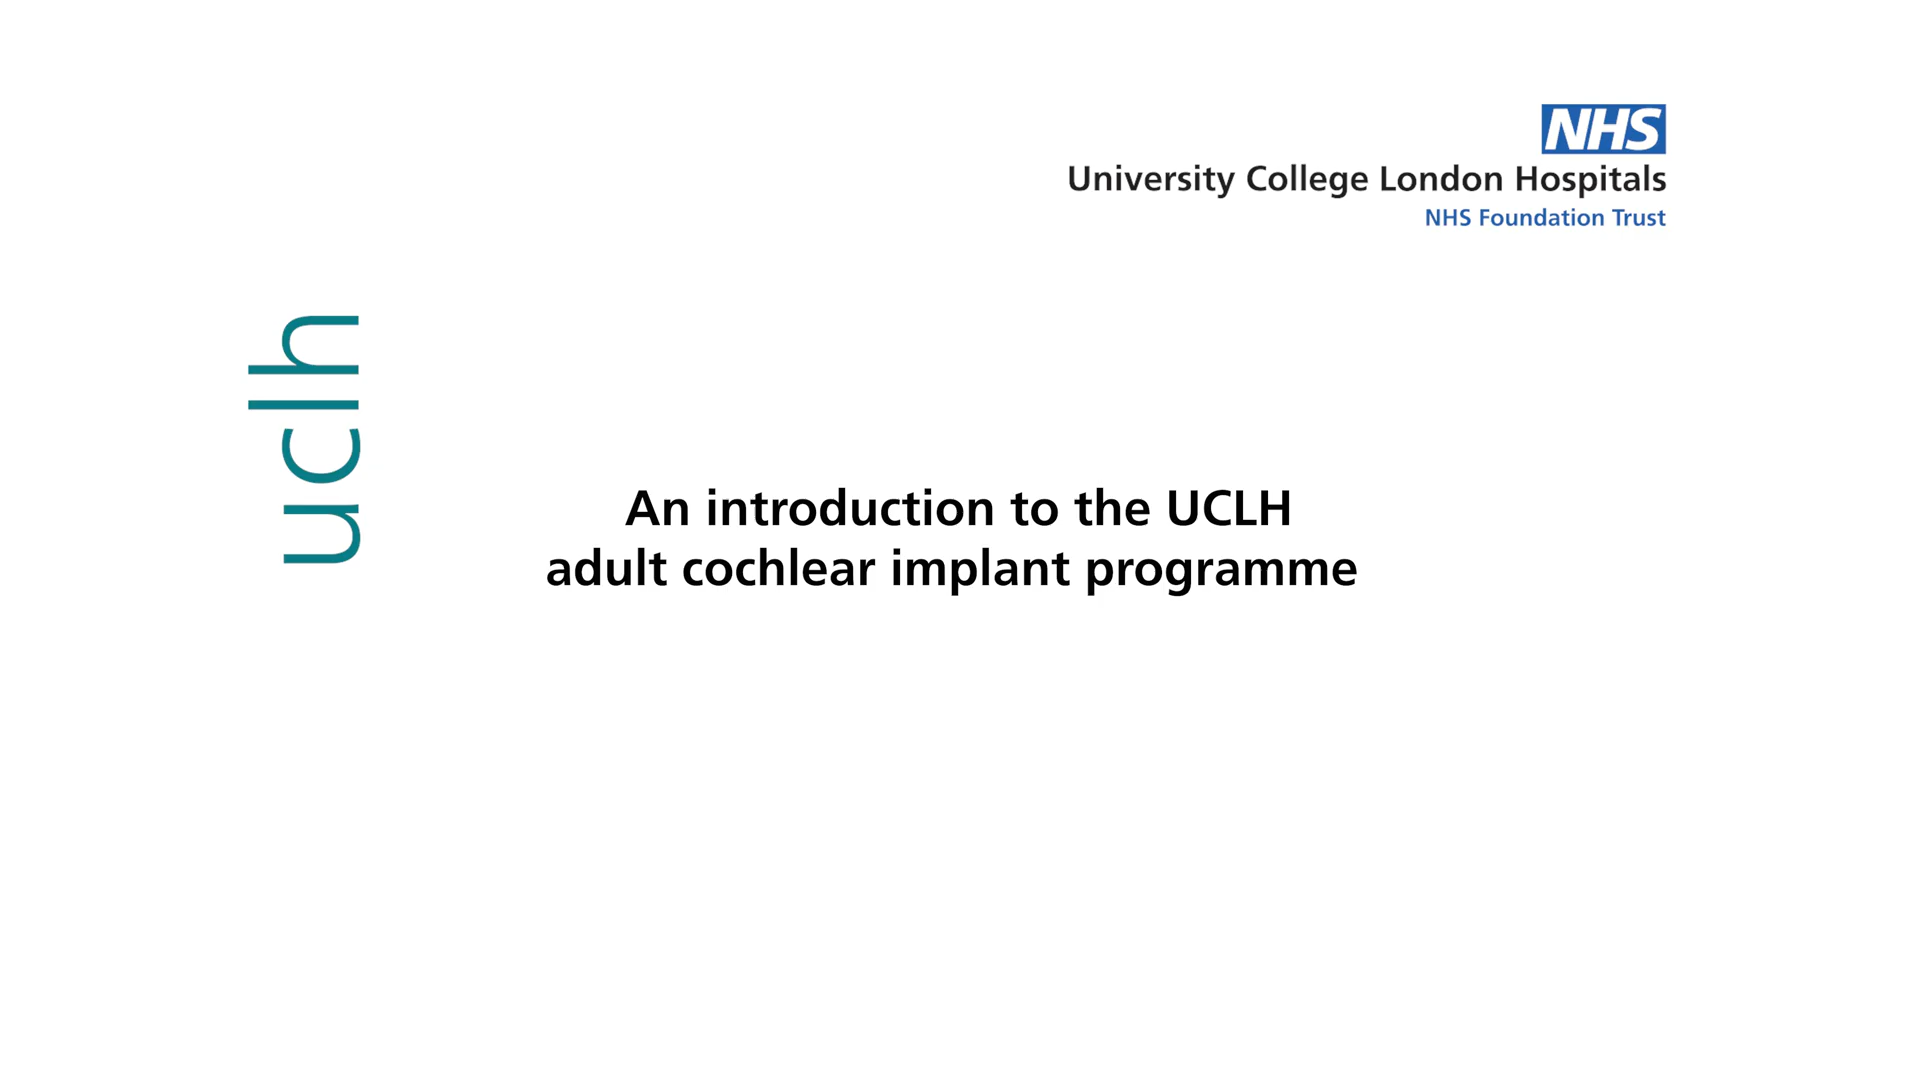 NHS
University College London Hospitals
NHS Foundation Trust
uclh
An introduction to the UCLH
adult cochlear implant programme